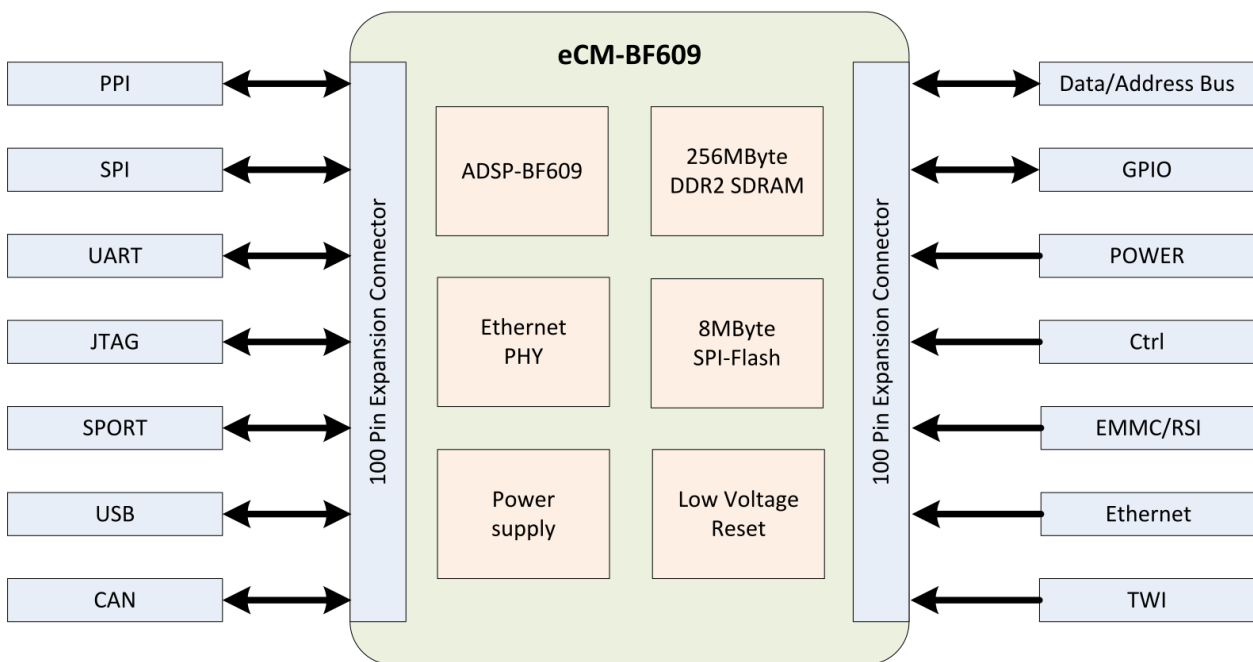 eCM-BF609
PPI
SPI
UART
JTAG
SPORT
USB
CAN
100 Pin Expansion Connector
ADSP-BF609
256MByte
DDR2 SDRAM
Ethernet
PHY
8MByte
SPI-Flash
Power
supply
Low Voltage
Reset
100 Pin Expansion Connector
Data/Address Bus
GPIO
POWER
Ctrl
EMMC/RSI
Ethernet
TWI